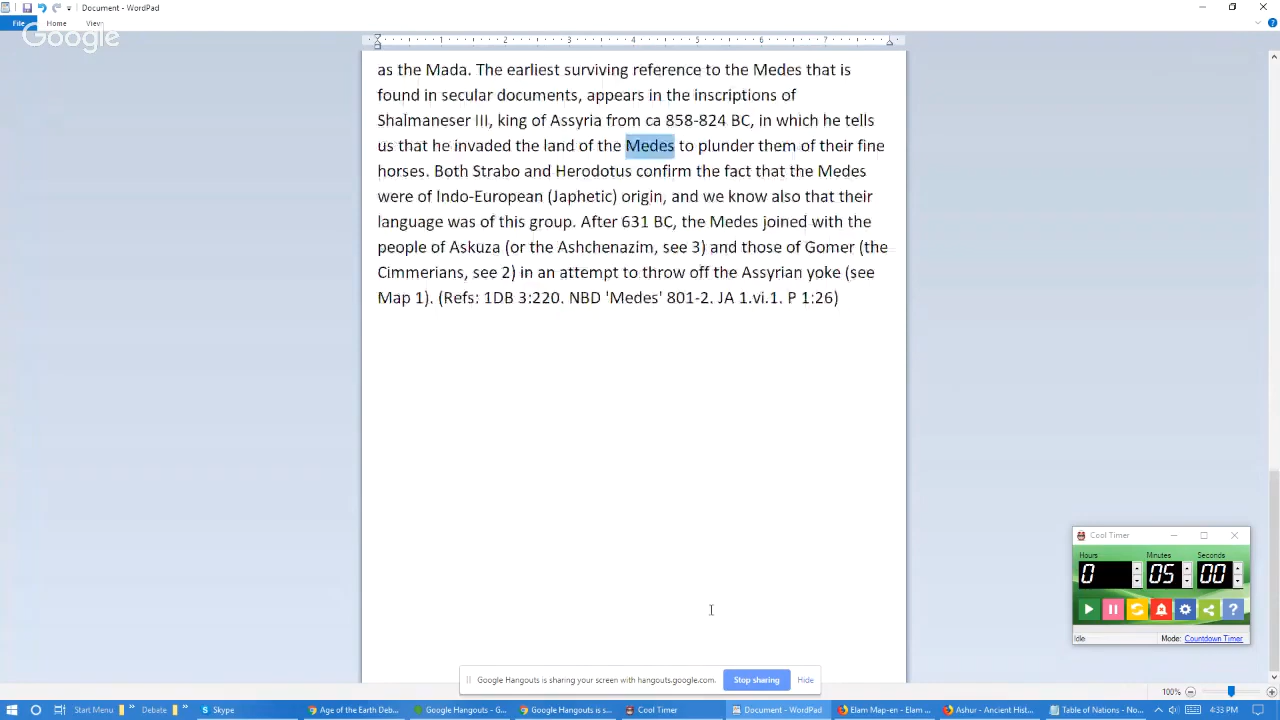 Document - WordPad
File Home View
Google
1 2 3 4 5 6 7
as the Mada. The earliest surviving reference to the Medes that is
found in secular documents, appears in the inscriptions of
Shalmaneser III, king of Assyria from ca 858-824 BC, in which he tells
us that he invaded the land of the Medes to plunder them of their fine
horses. Both Strabo and Herodotus confirm the fact that the Medes
were of Indo-European (Japhetic) origin, and we know also that their
language was of this group. After 631 BC, the Medes joined with the
people of Askuza (or the Ashchenazim, see 3) and those of Gomer (the
Cimmerians, see 2) in an attempt to throw off the Assyrian yoke (see
Map 1). (Refs: 1DB 3:220. NBD 'Medes' 801-2. JA 1.vi.1. P 1:26)
Cool Timer
Hours Minutes Seconds
0 05 00
Idle Mode: Countdown Timer
Google Hangouts is sharing your screen with hangouts.google.com. Stop sharing Hide
100%
Start Menu » Debate » Skype Age of the Earth Deb... Google Hangouts - G... Google Hangouts is s... Cool Timer Document - WordPad Elam Map-en - Elam ... Ashur - Ancient Hist... Table of Nations - No... 4:33 PM